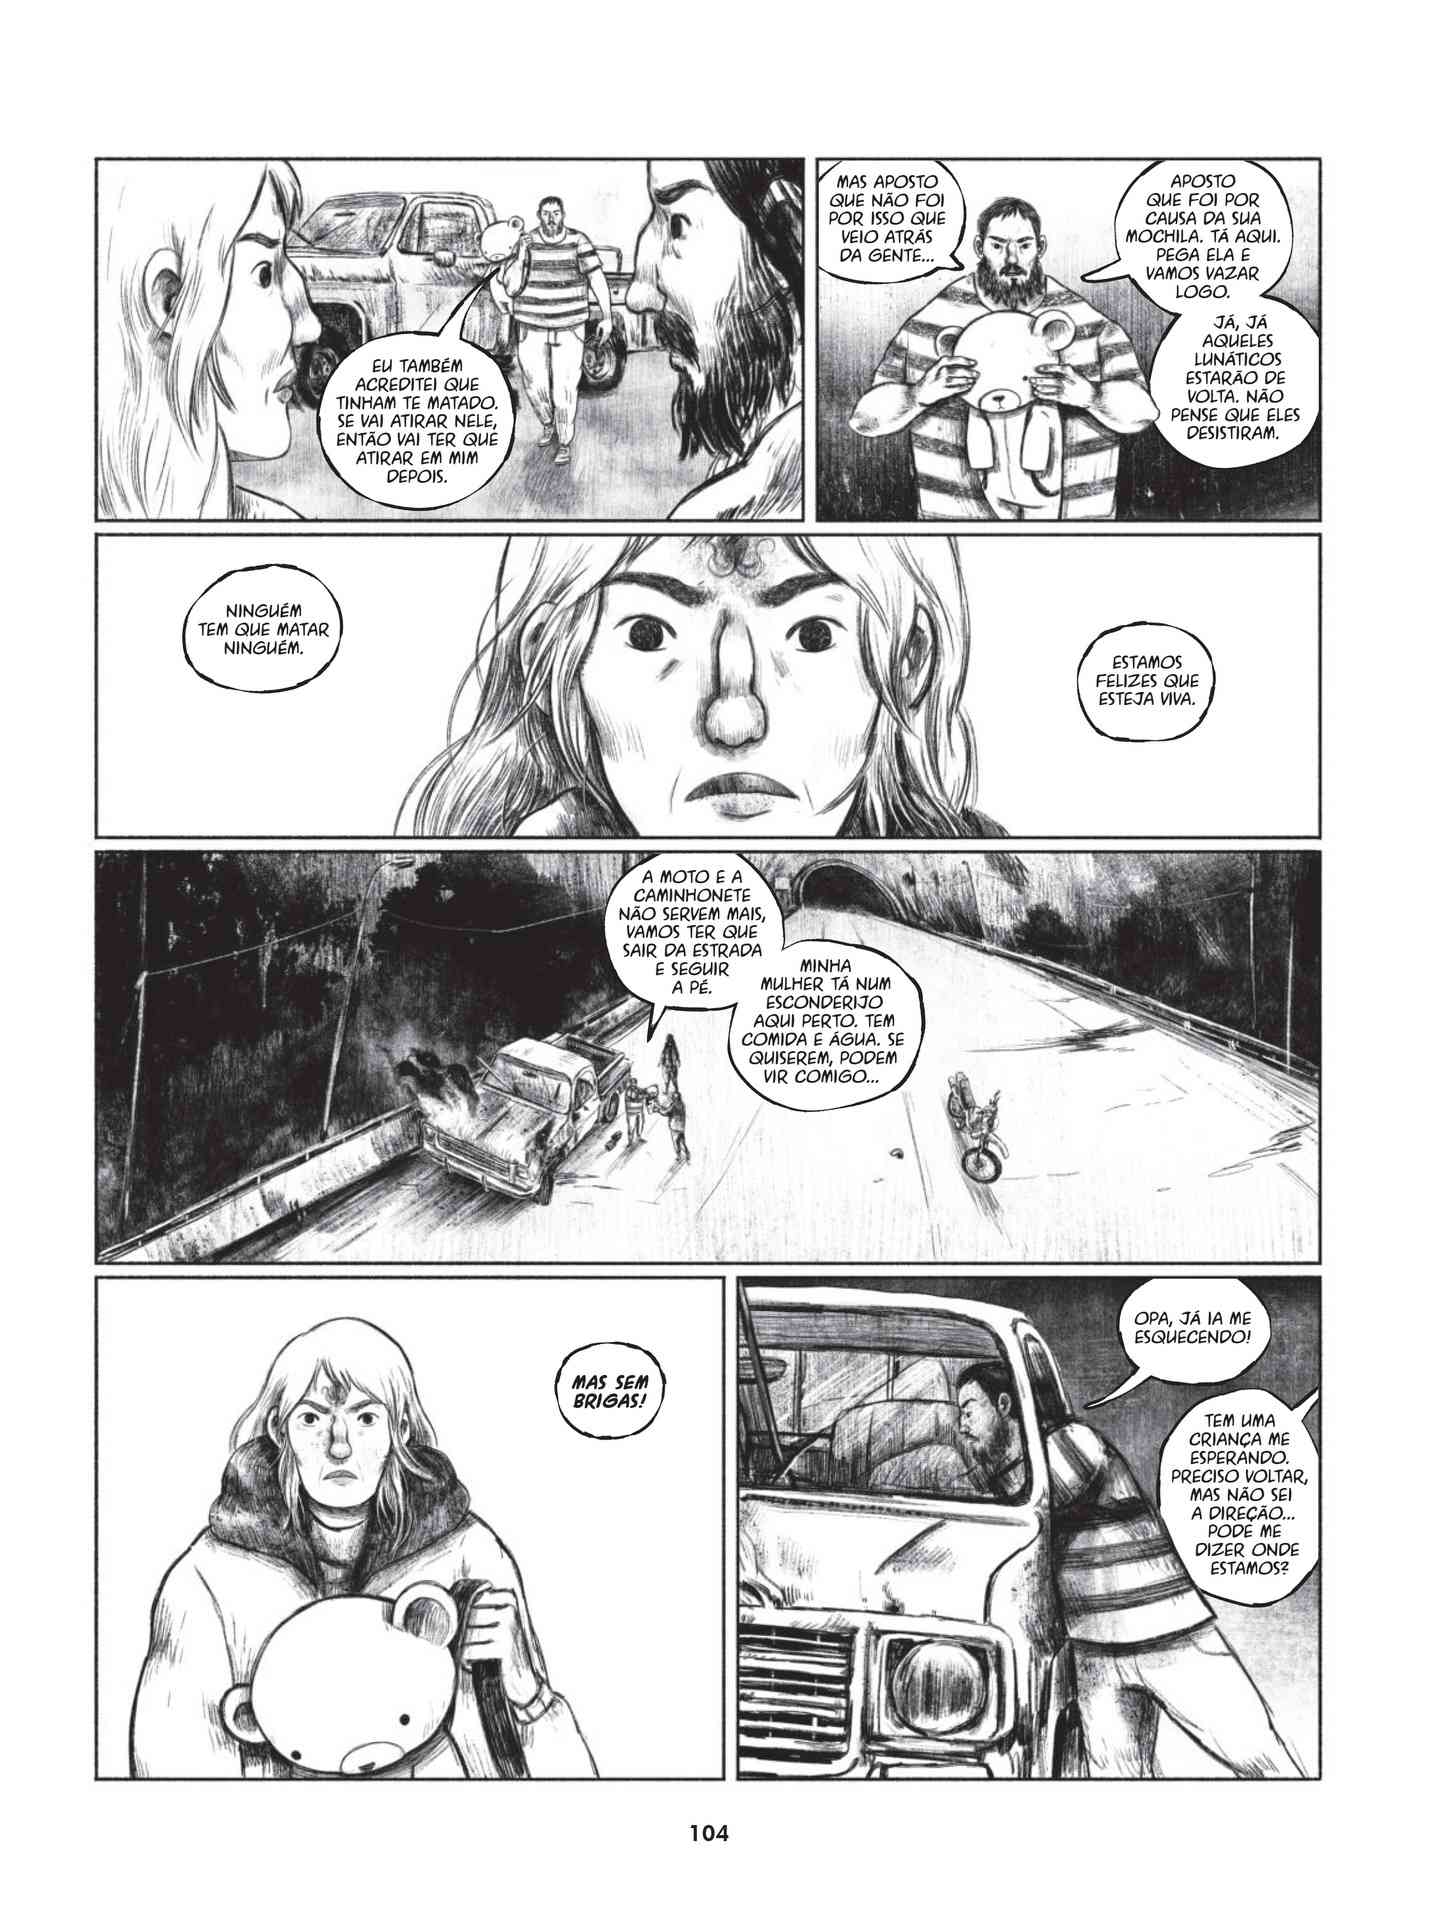 EU TAMBÉM
ACREDITEI QUE
TINHAM TE MATADO.
SE VAI ATIRAR NELE,
ENTÃO VAI TER QUE
ATIRAR EM MIM
DEPOIS.
MAS APOSTO
QUE NÃO FOI
POR ISSO QUE
VEIO ATRÁS
DA GENTE...
APOSTO
QUE FOI POR
CAUSA DA SUA
MOCHILA. TÁ AQUI.
PEGA ELA E
VAMOS VAZAR
LOGO.
JÁ, JÁ
AQUELES
LUNÁTICOS
ESTARÃO DE
VOLTA. NÃO
PENSE QUE ELES
DESISTIRAM.
NINGUÉM
TEM QUE MATAR
NINGUÉM.
ESTAMOS
FELIZES QUE
ESTEJA VIVA.
A MOTO E A
CAMINHONETE
NÃO SERVEM MAIS,
VAMOS TER QUE
SAIR DA ESTRADA
E SEGUIR
A PÉ.
MINHA
MULHER TÁ NUM
ESCONDERIJO
AQUI PERTO. TEM
COMIDA E ÁGUA. SE
QUISEREM, PODEM
VIR COMIGO...
MAS SEM
BRIGAS!
OPA, JÁ IA ME
ESQUECENDO!
TEM UMA
CRIANÇA ME
ESPERANDO.
PRECISO VOLTAR,
MAS NÃO SEI
A DIREÇÃO...
PODE ME
DIZER ONDE
ESTAMOS?
104